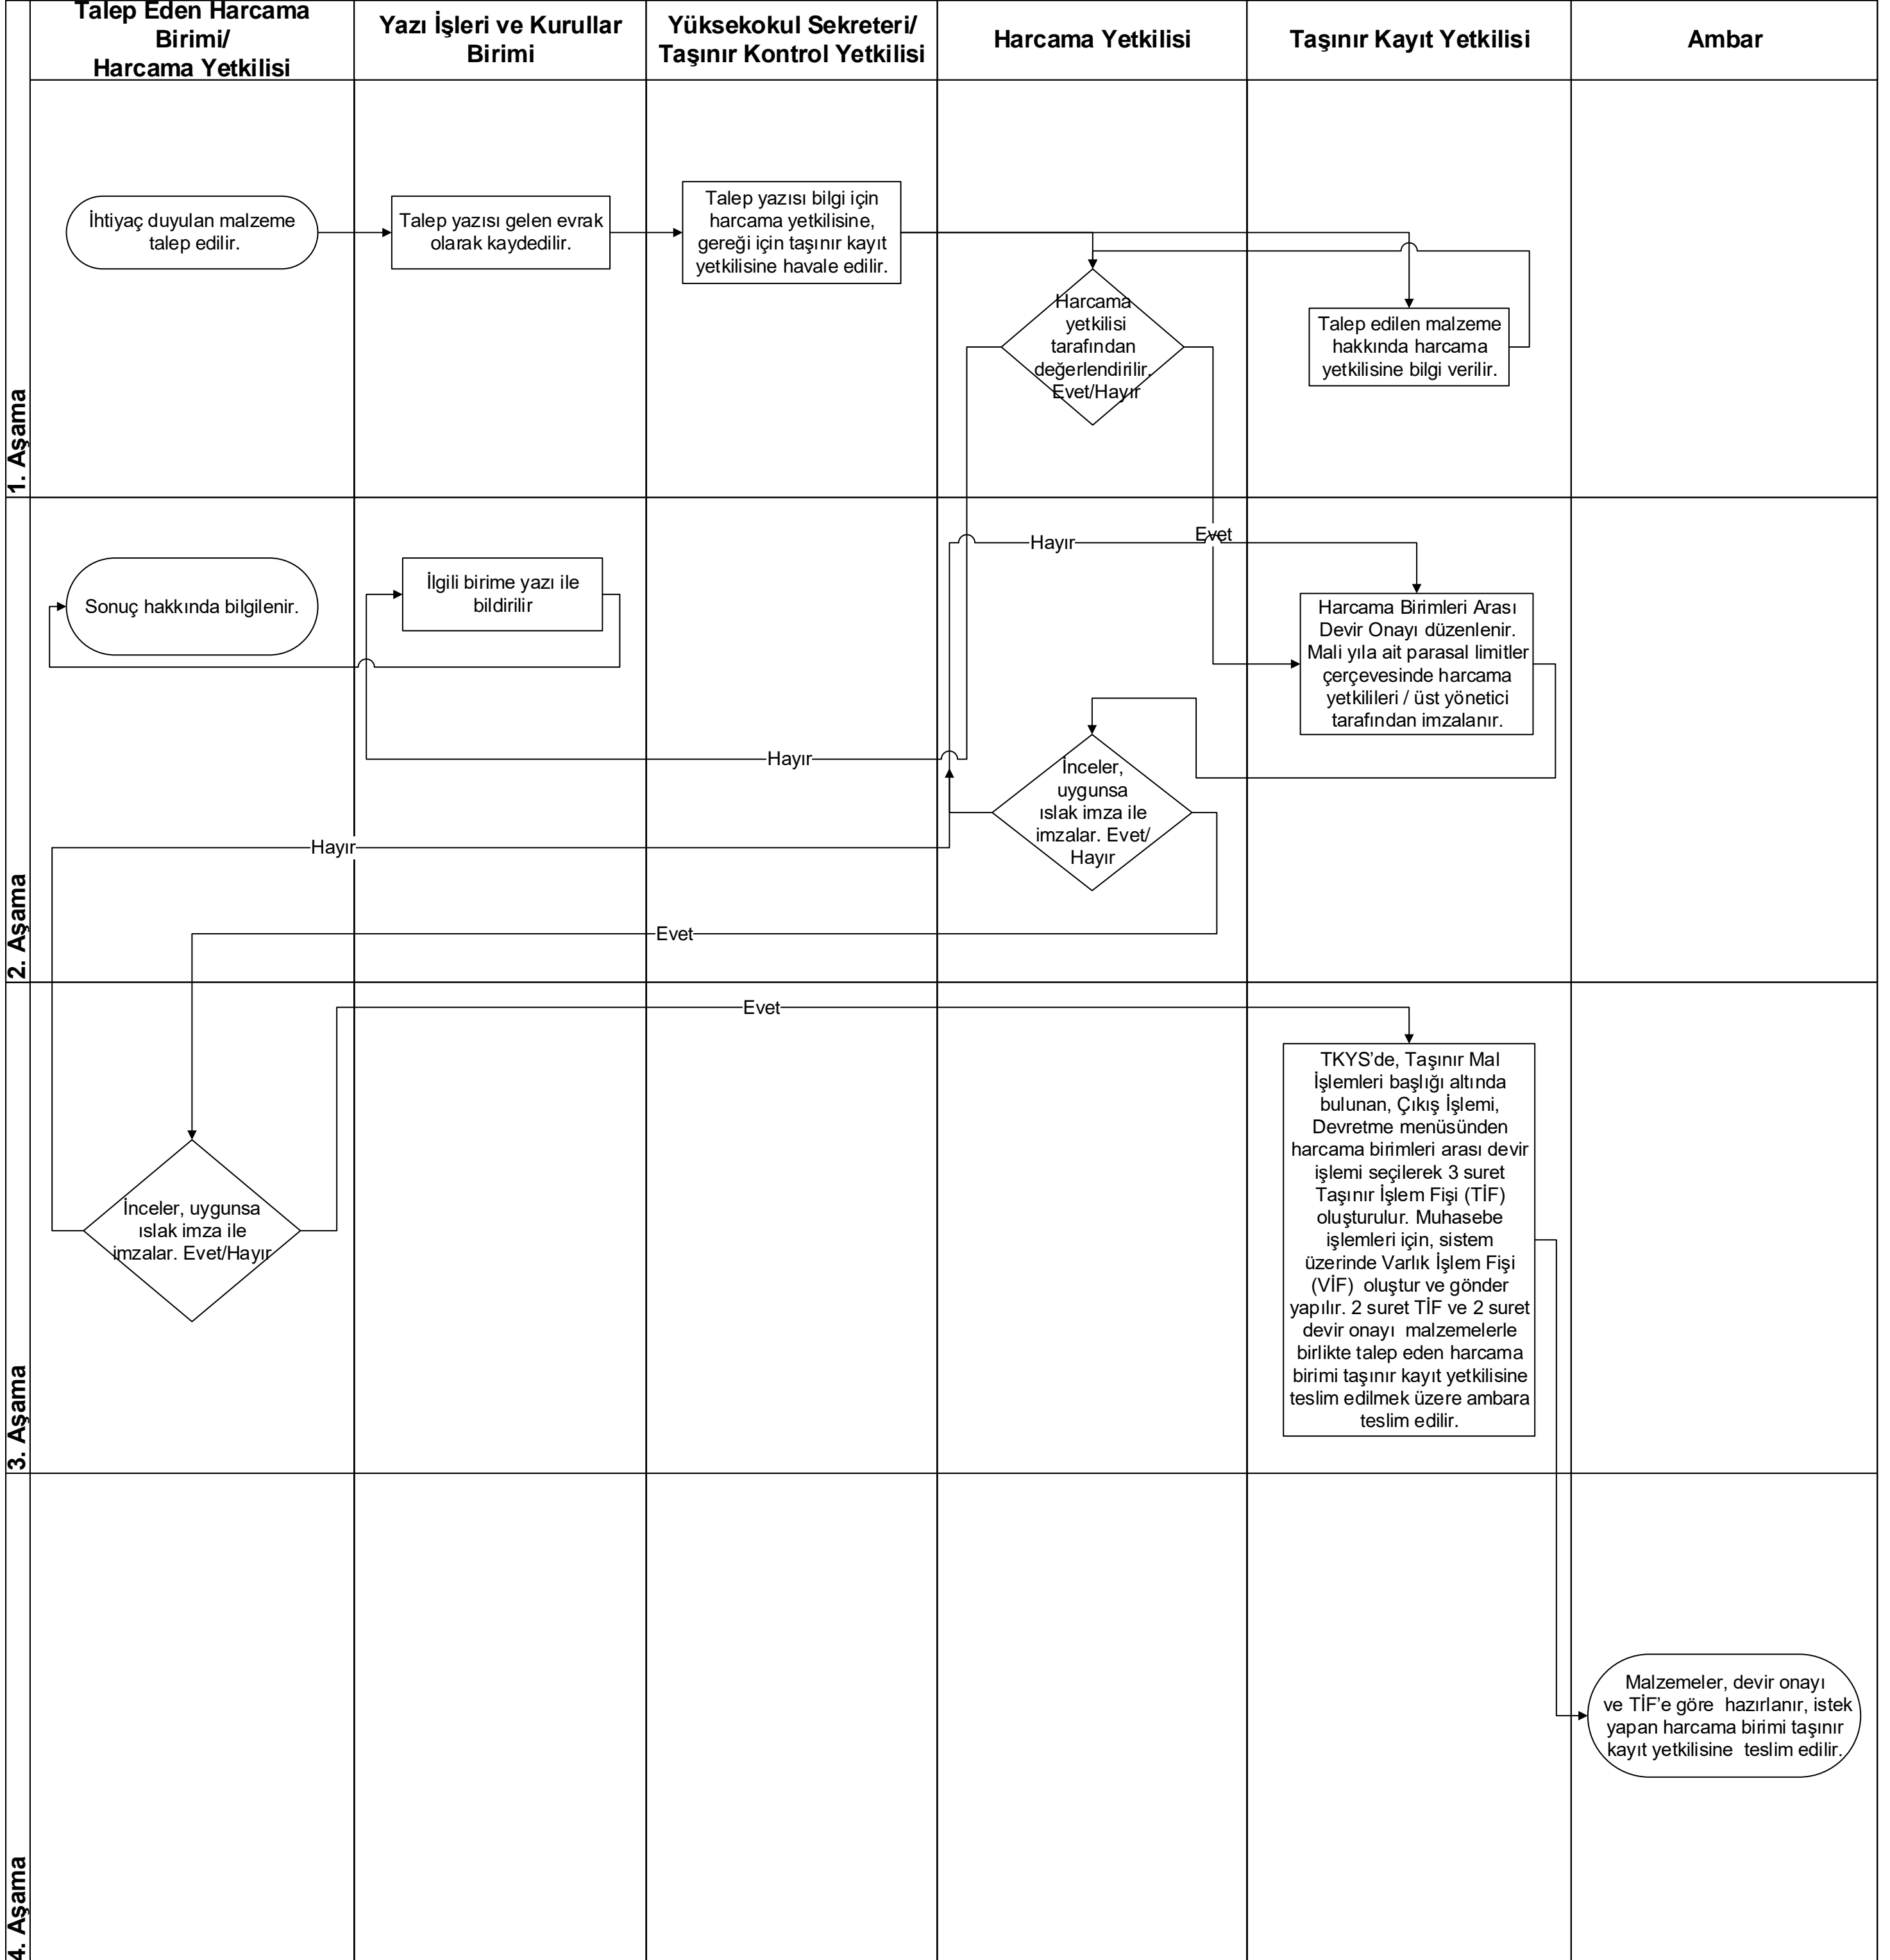 Talep Eden Harcama
Birimi/
Harcama Yetkilisi
Yazı İşleri ve Kurullar
Birimi
Yüksekokul Sekreteri/
Taşınır Kontrol Yetkilisi
Harcama Yetkilisi
Taşınır Kayıt Yetkilisi
Ambar
1. Aşama
İhtiyaç duyulan malzeme
talep edilir.
Talep yazısı gelen evrak
olarak kaydedilir.
Talep yazısı bilgi için
harcama yetkilisine,
gereği için taşınır kayıt
yetkilisine havale edilir.
Harcama
yetkilisi
tarafından
değerlendirilir.
Evet/Hayır
Talep edilen malzeme
hakkında harcama
yetkilisine bilgi verilir.
2. Aşama
Sonuç hakkında bilgilenir.
İlgili birime yazı ile
bildirilir
Hayır
Evet
Harcama Birimleri Arası
Devir Onayı düzenlenir.
Mali yıla ait parasal limitler
çerçevesinde harcama
yetkilileri / üst yönetici
tarafından imzalanır.
Hayır
İnceler,
uygunsa
ıslak imza ile
imzalar. Evet/
Hayır
Hayır
Evet
3. Aşama
Evet
İnceler, uygunsa
ıslak imza ile
imzalar. Evet/Hayır
TKYS’de, Taşınır Mal
İşlemleri başlığı altında
bulunan, Çıkış İşlemi,
Devretme menüsünden
harcama birimleri arası devir
işlemi seçilerek 3 suret
Taşınır İşlem Fişi (TİF)
oluşturulur. Muhasebe
işlemleri için, sistem
üzerinde Varlık İşlem Fişi
(VİF)  oluştur ve gönder
yapılır. 2 suret TİF ve 2 suret
devir onayı  malzemelerle
birlikte talep eden harcama
birimi taşınır kayıt yetkilisine
teslim edilmek üzere ambara
teslim edilir.
4. Aşama
Malzemeler, devir onayı
ve TİF’e göre  hazırlanır, istek
yapan harcama birimi taşınır
kayıt yetkilisine  teslim edilir.